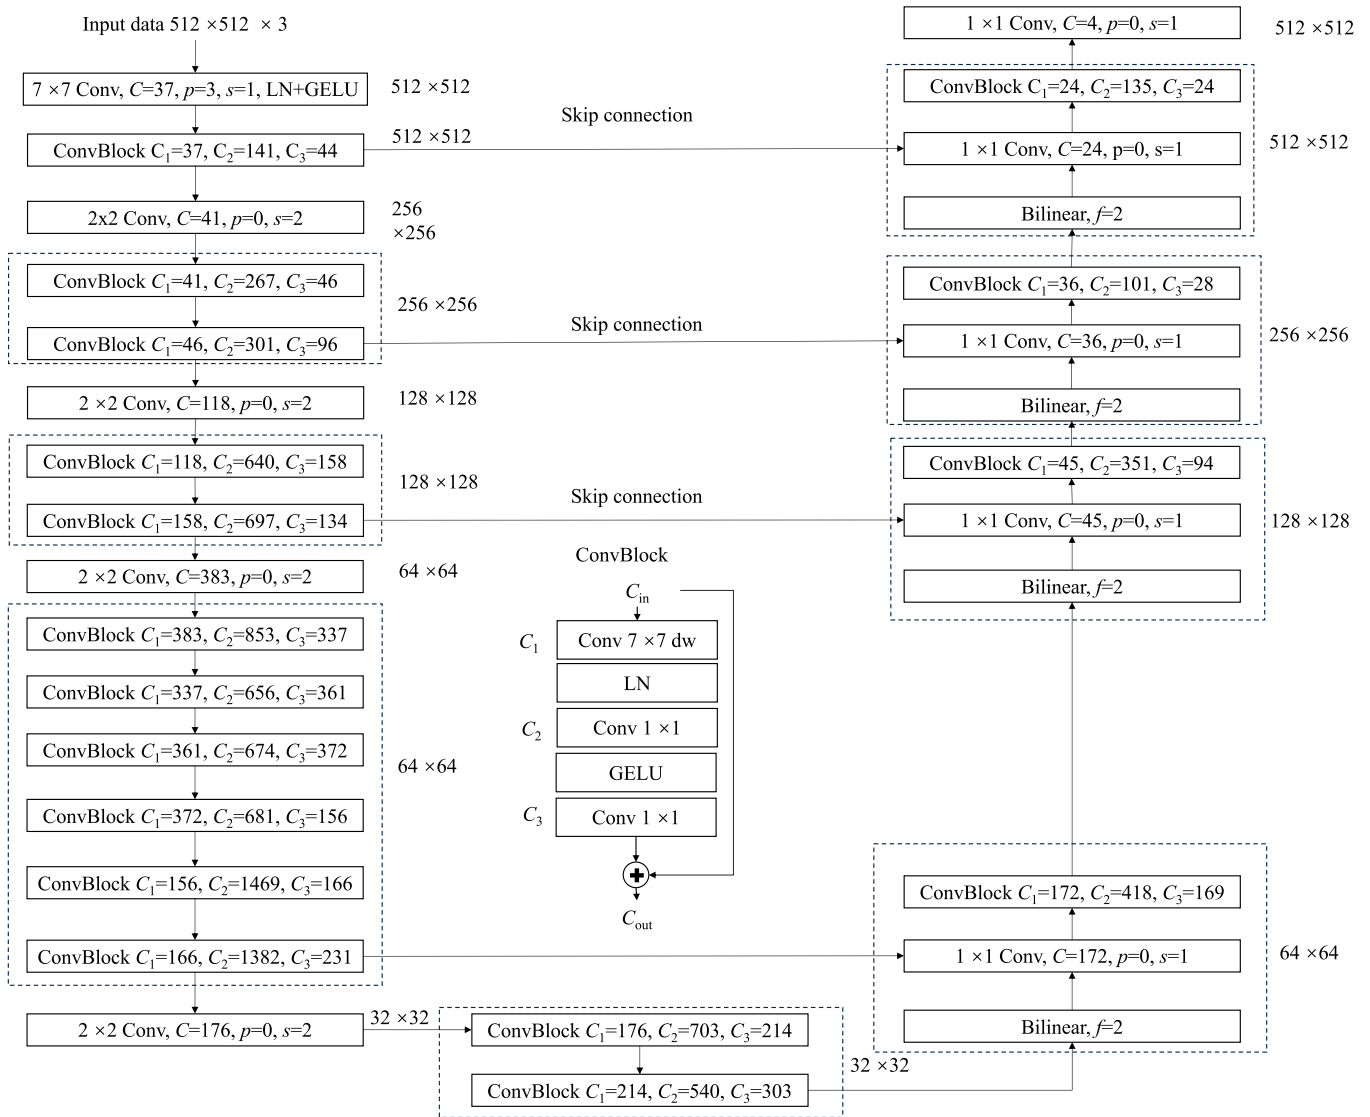 Input data 512 ×512 × 3
7 ×7 Conv, C=37, p=3, s=1, LN+GELU
512 ×512
ConvBlock C1=37, C2=141, C3=44
512 ×512
2x2 Conv, C=41, p=0, s=2
256
×256
ConvBlock C1=41, C2=267, C3=46
256 ×256
ConvBlock C1=46, C2=301, C3=96
2 ×2 Conv, C=118, p=0, s=2
128 ×128
ConvBlock C1=118, C2=640, C3=158
128 ×128
ConvBlock C1=158, C2=697, C3=134
2 ×2 Conv, C=383, p=0, s=2
64 ×64
ConvBlock C1=383, C2=853, C3=337
ConvBlock C1=337, C2=656, C3=361
ConvBlock C1=361, C2=674, C3=372
64 ×64
ConvBlock C1=372, C2=681, C3=156
ConvBlock C1=156, C2=1469, C3=166
ConvBlock C1=166, C2=1382, C3=231
2 ×2 Conv, C=176, p=0, s=2
32 ×32
ConvBlock C1=176, C2=703, C3=214
ConvBlock C1=214, C2=540, C3=303
32 ×32
Skip connection
Skip connection
Skip connection
ConvBlock
Cin
C1
Conv 7 ×7 dw
LN
C2
Conv 1 ×1
GELU
C3
Conv 1 ×1
Cout
1 ×1 Conv, C=4, p=0, s=1
512 ×512
ConvBlock C1=24, C2=135, C3=24
1 ×1 Conv, C=24, p=0, s=1
512 ×512
Bilinear, f=2
ConvBlock C1=36, C2=101, C3=28
1 ×1 Conv, C=36, p=0, s=1
256 ×256
Bilinear, f=2
ConvBlock C1=45, C2=351, C3=94
1 ×1 Conv, C=45, p=0, s=1
128 ×128
Bilinear, f=2
ConvBlock C1=172, C2=418, C3=169
1 ×1 Conv, C=172, p=0, s=1
64 ×64
Bilinear, f=2